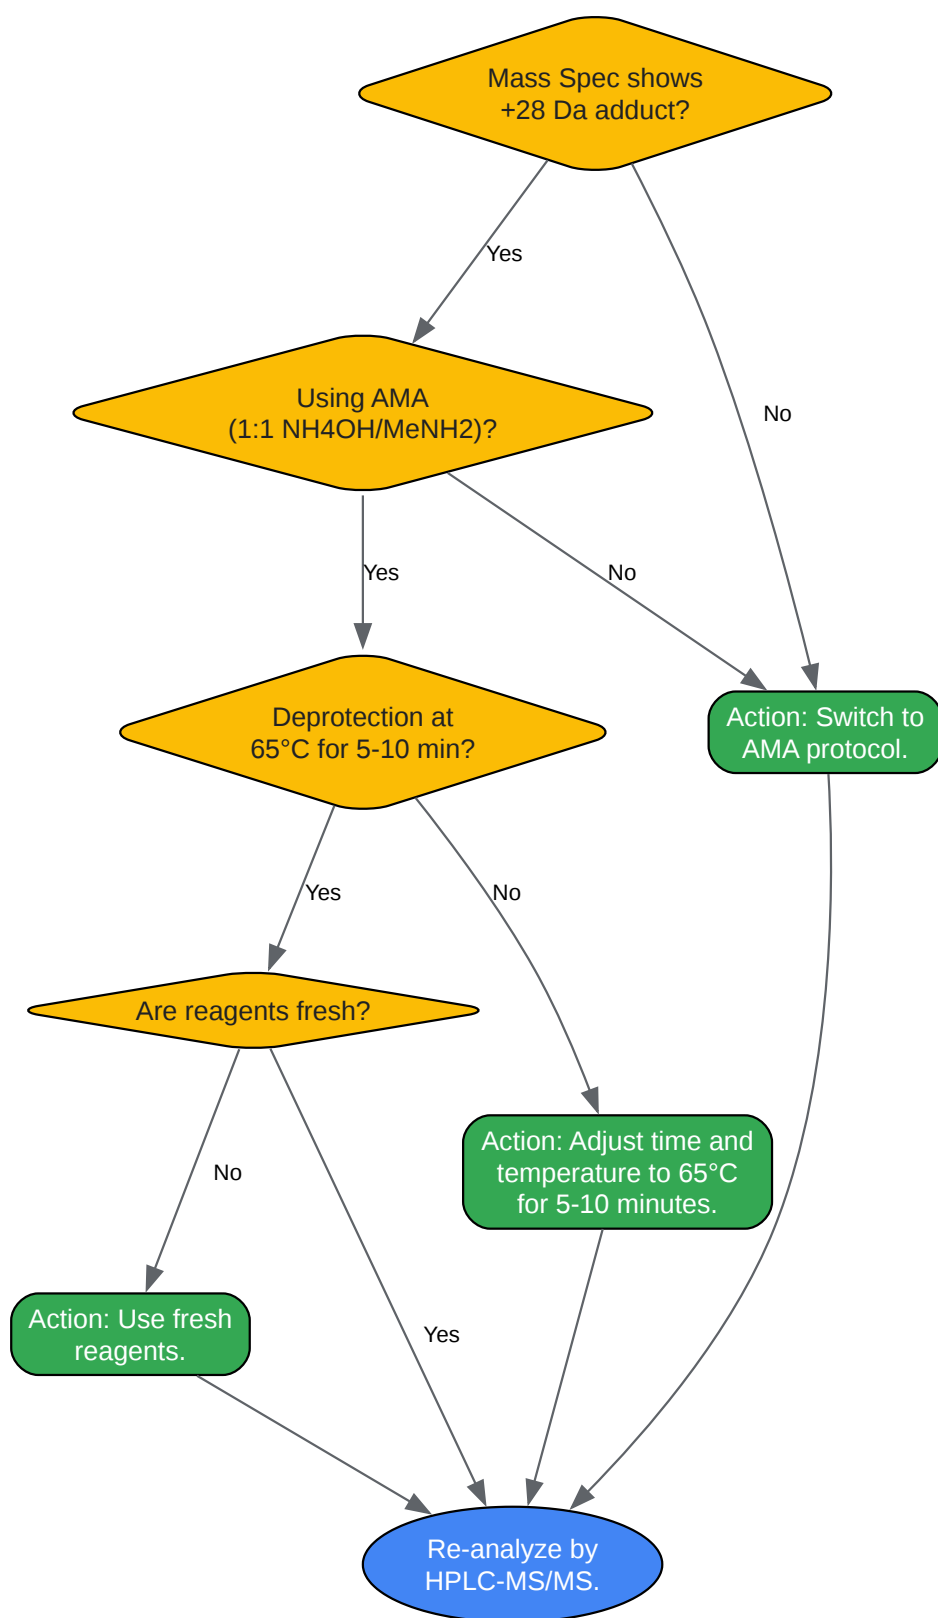 Mass Spec shows
+28 Da adduct?
Yes
Using AMA
(1:1 NH4OH/MeNH2)?
No
Yes
No
Deprotection at
65°C for 5-10 min?
Action: Switch to
AMA protocol.
Yes
No
Are reagents fresh?
Action: Adjust time and
temperature to 65°C
for 5-10 minutes.
No
Action: Use fresh
reagents.
Yes
Re-analyze by
HPLC-MS/MS.